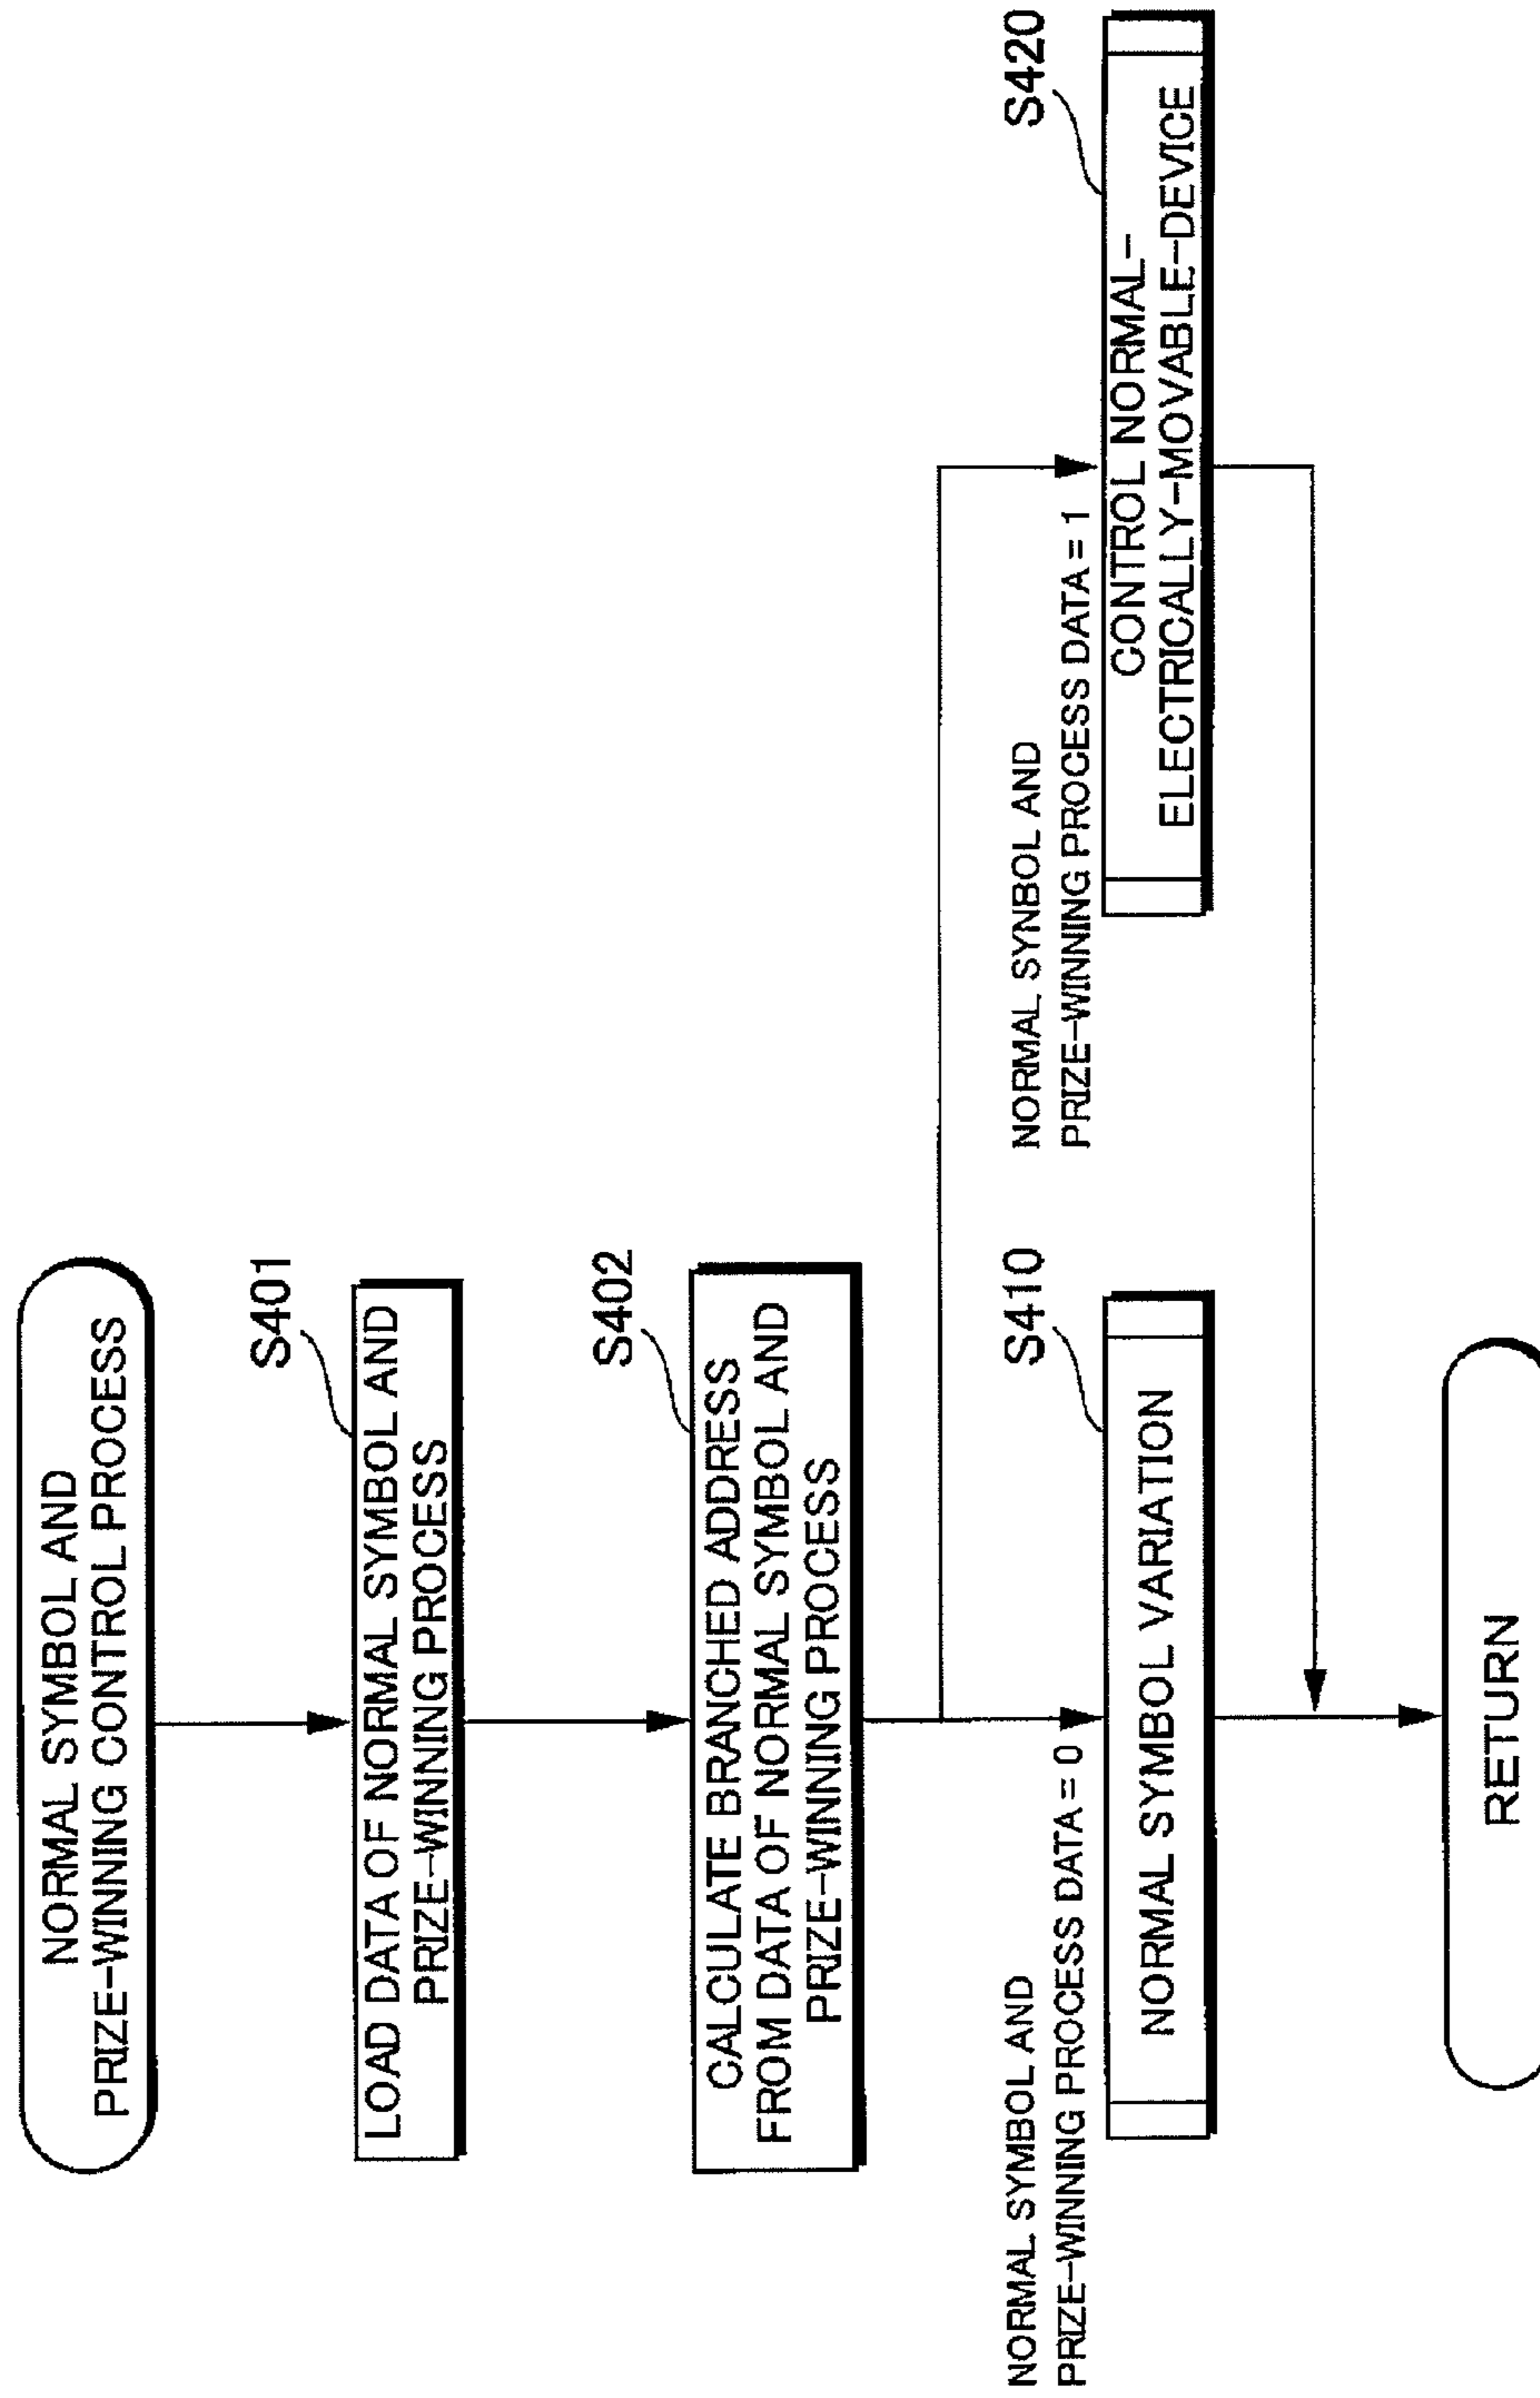 NORMAL SYMBOL AND
PRIZE-WINNING CONTROL PROCESS
S401
LOAD DATA OF NORMAL SYMBOL AND
PRIZE-WINNING PROCESS
S402
CALCULATE BRANCHED ADDRESS
FROM DATA OF NORMAL SYMBOL AND
PRIZE-WINNING PROCESS
NORMAL SYMBOL AND
PRIZE-WINNING PROCESS DATA = 0
S410
NORMAL SYMBOL VARIATION
NORMAL SYNBOL AND
PRIZE-WINNING PROCESS DATA = 1
S420
CONTROL NORMAL-
ELECTRICALLY-MOVABLE-DEVICE
RETURN